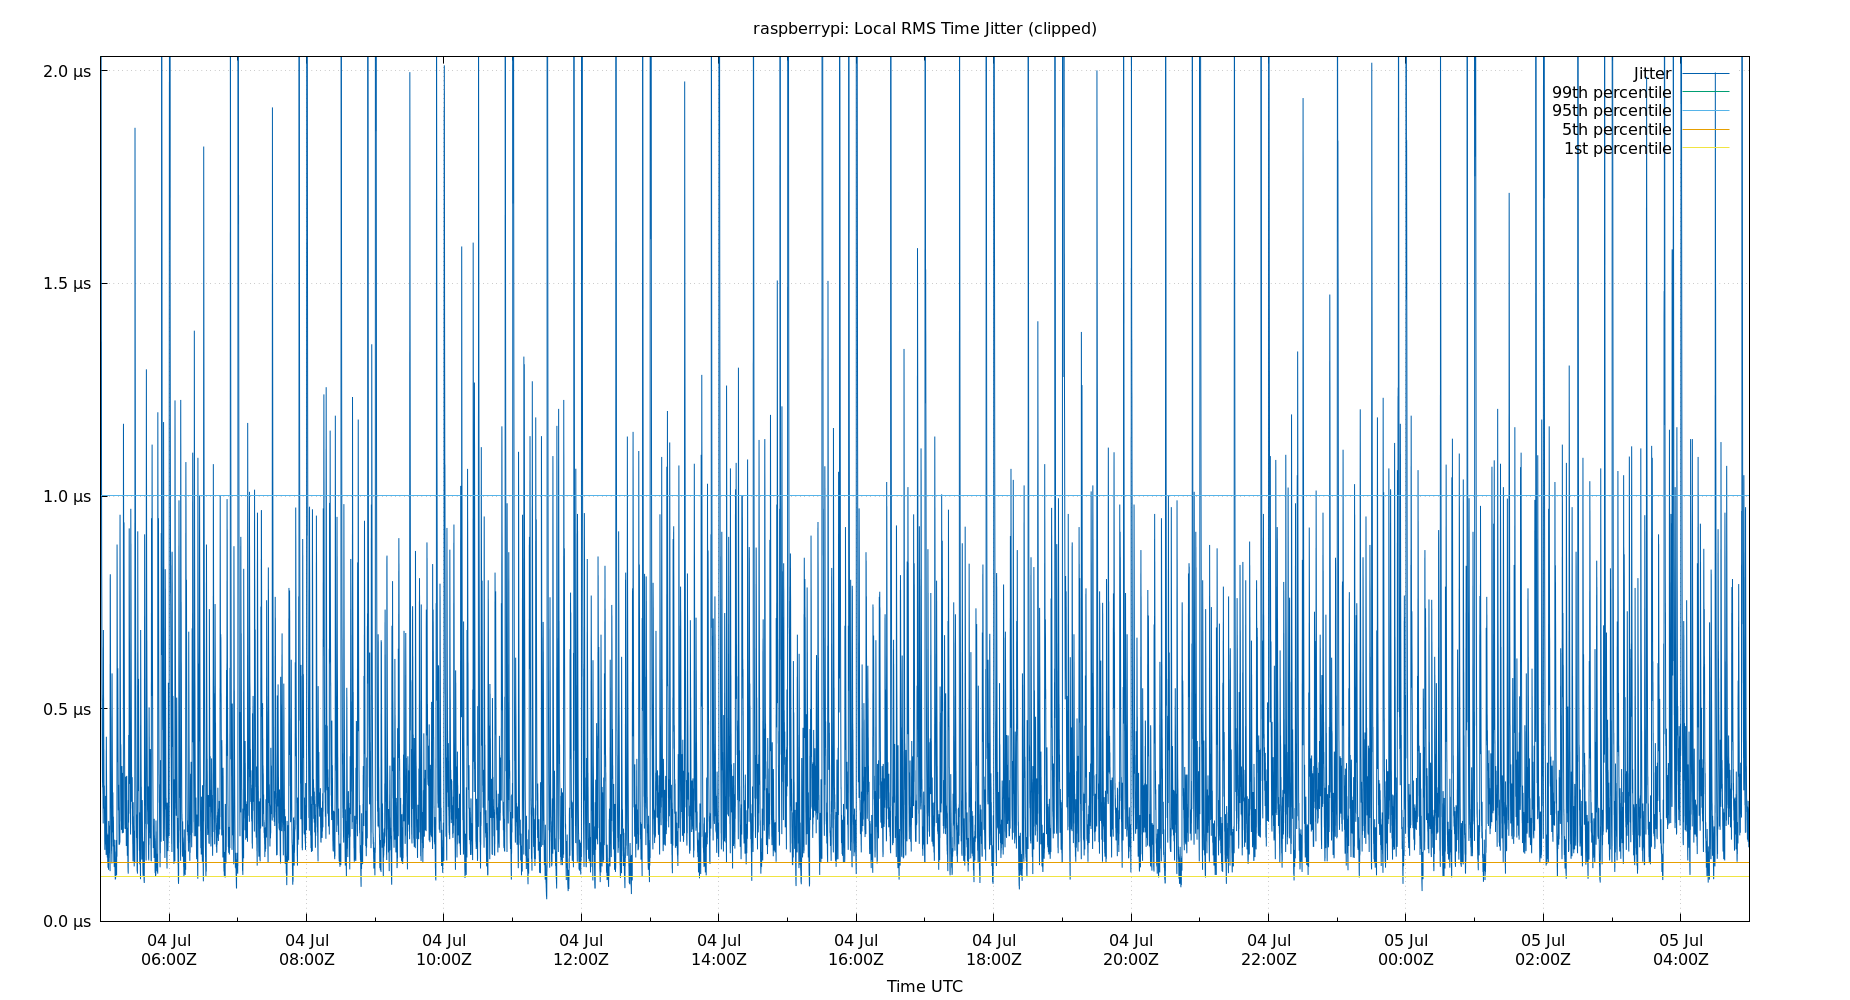 raspberrypi: Local RMS Time Jitter (clipped)
2.0 µs
1.5 µs
1.0 µs
0.5 µs
0.0 µs
Jitter
99th percentile
95th percentile
5th percentile
1st percentile
04 Jul 04 Jul 04 Jul 04 Jul 04 Jul 04 Jul 04 Jul 04 Jul 04 Jul 05 Jul 05 Jul 05 Jul
06:00Z 08:00Z 10:00Z 12:00Z 14:00Z 16:00Z 18:00Z 20:00Z 22:00Z 00:00Z 02:00Z 04:00Z
Time UTC